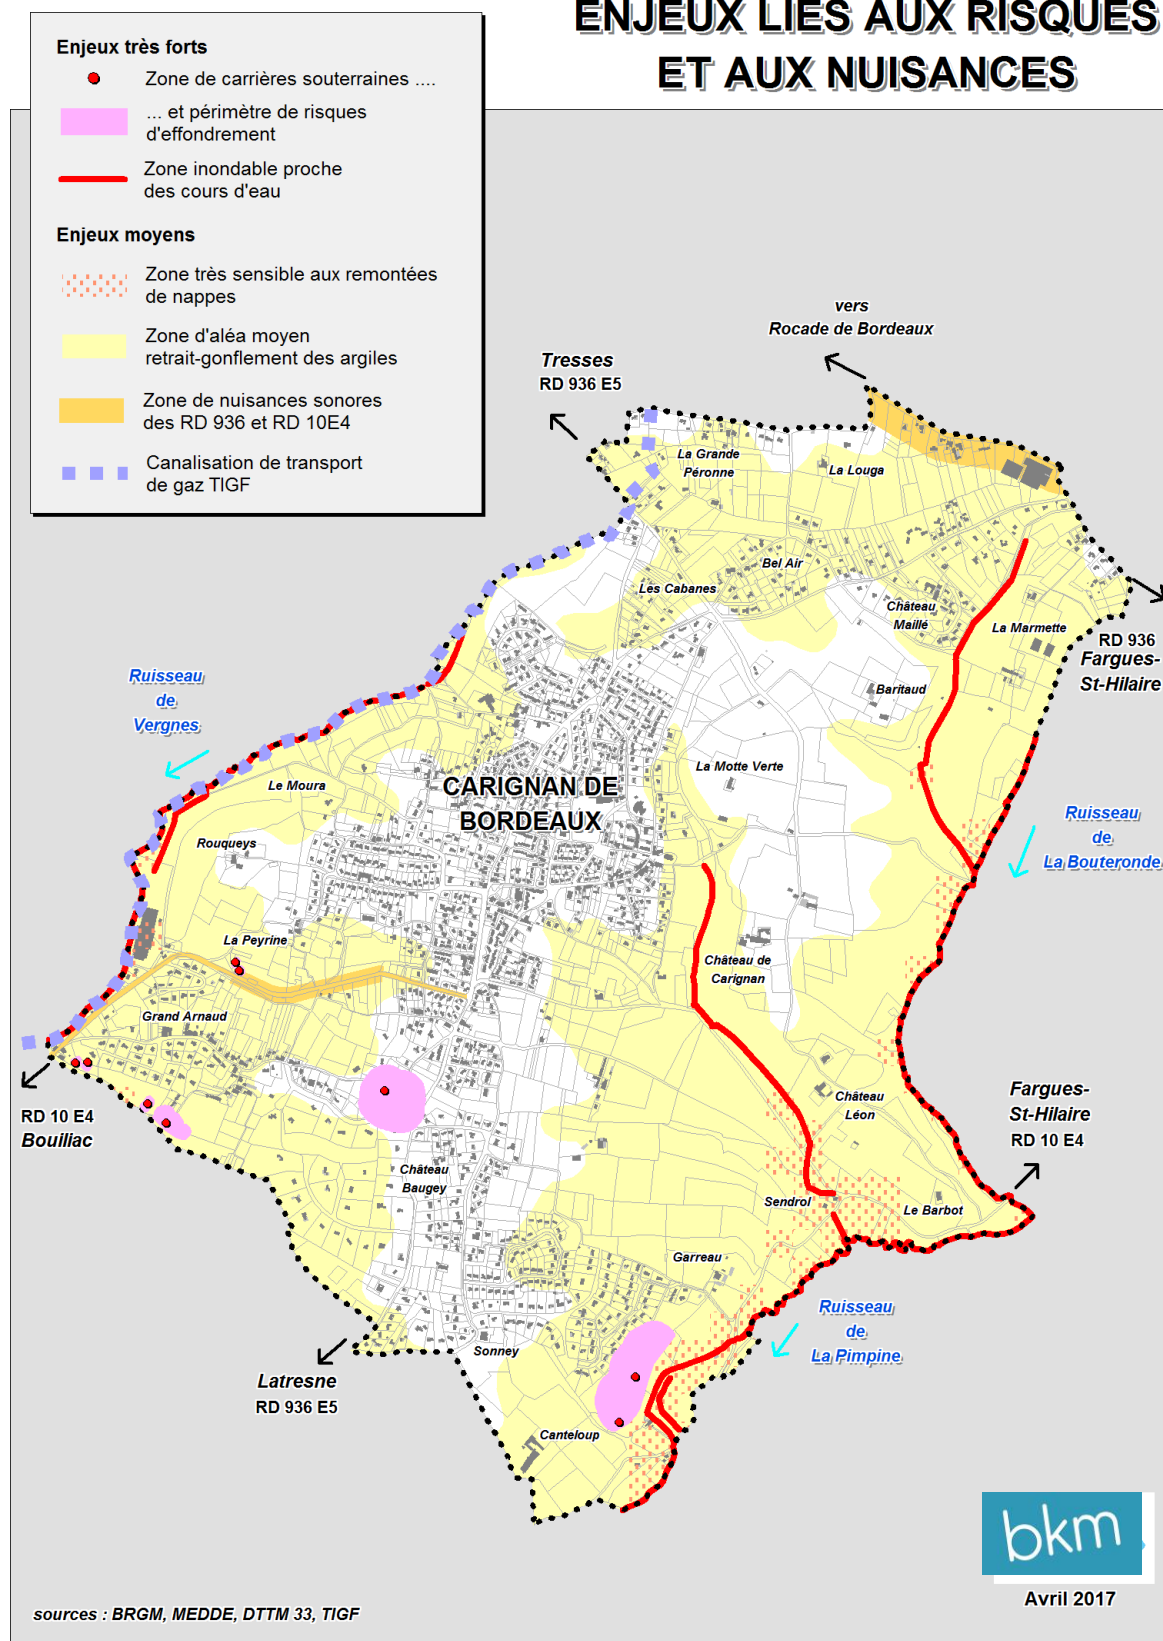 ENJEUX LIES AUX RISQUES
ET AUX NUISANCES
Enjeux très forts
Zone de carrières souterraines ....
... et périmètre de risques
d'effondrement
Zone inondable proche
des cours d'eau
Enjeux moyens
Zone très sensible aux remontées
de nappes
Zone d'aléa moyen
retrait-gonflement des argiles
Zone de nuisances sonores
des RD 936 et RD 10E4
Canalisation de transport
de gaz TIGF
vers
Rocade de Bordeaux
Tresses
RD 936 E5
La Grande
Péronne
La Louga
Bel Air
Les Cabanes
Château
Maillé
La Marmette
RD 936
Fargues-
St-Hilaire
Baritaud
Ruisseau
de
Vergnes
La Motte Verte
Le Moura
CARIGNAN DE
BORDEAUX
Rouqueys
Ruisseau
de
La Bouteronde
La Peyrine
Château de
Carignan
Grand Arnaud
RD 10 E4
Bouiliac
Château
Léon
Fargues-
St-Hilaire
RD 10 E4
Château
Baugey
Sendrol
Le Barbot
Garreau
Ruisseau
de
La Pimpine
Sonney
Latresne
RD 936 E5
Canteloup
bkm
Avril 2017
sources : BRGM, MEDDE, DTTM 33, TIGF